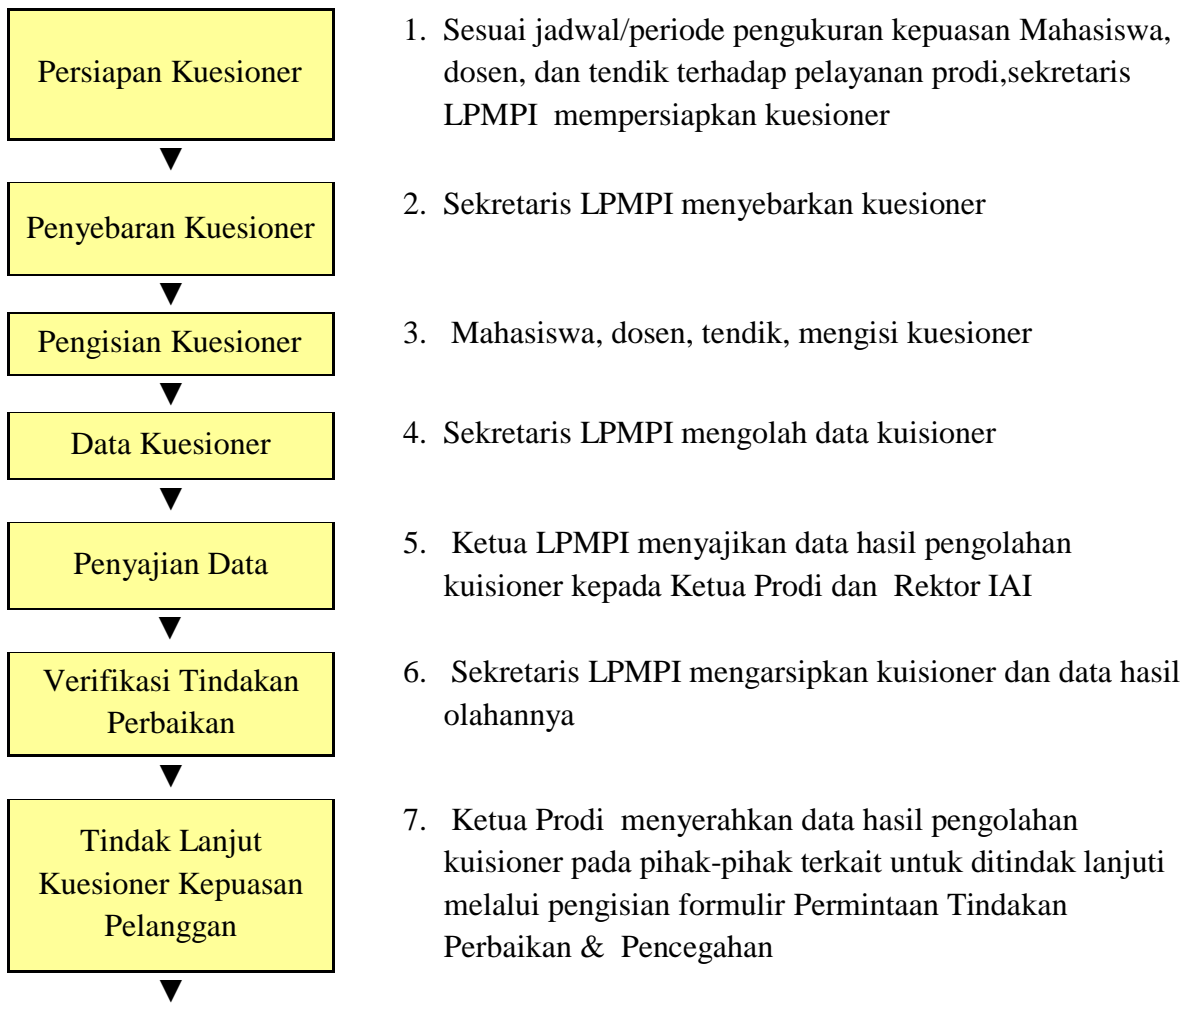 Persiapan Kuesioner
1. Sesuai jadwal/periode pengukuran kepuasan Mahasiswa,
dosen, dan tendik terhadap pelayanan prodi,sekretaris
LPMPI mempersiapkan kuesioner
Penyebaran Kuesioner
2. Sekretaris LPMPI menyebarkan kuesioner
Pengisian Kuesioner
3. Mahasiswa, dosen, tendik, mengisi kuesioner
Data Kuesioner
4. Sekretaris LPMPI mengolah data kuisioner
Penyajian Data
5. Ketua LPMPI menyajikan data hasil pengolahan
kuisioner kepada Ketua Prodi dan Rektor IAI
Verifikasi Tindakan
Perbaikan
6. Sekretaris LPMPI mengarsipkan kuisioner dan data hasil
olahannya
Tindak Lanjut
Kuesioner Kepuasan
Pelanggan
7. Ketua Prodi menyerahkan data hasil pengolahan
kuisioner pada pihak-pihak terkait untuk ditindak lanjuti
melalui pengisian formulir Permintaan Tindakan
Perbaikan & Pencegahan